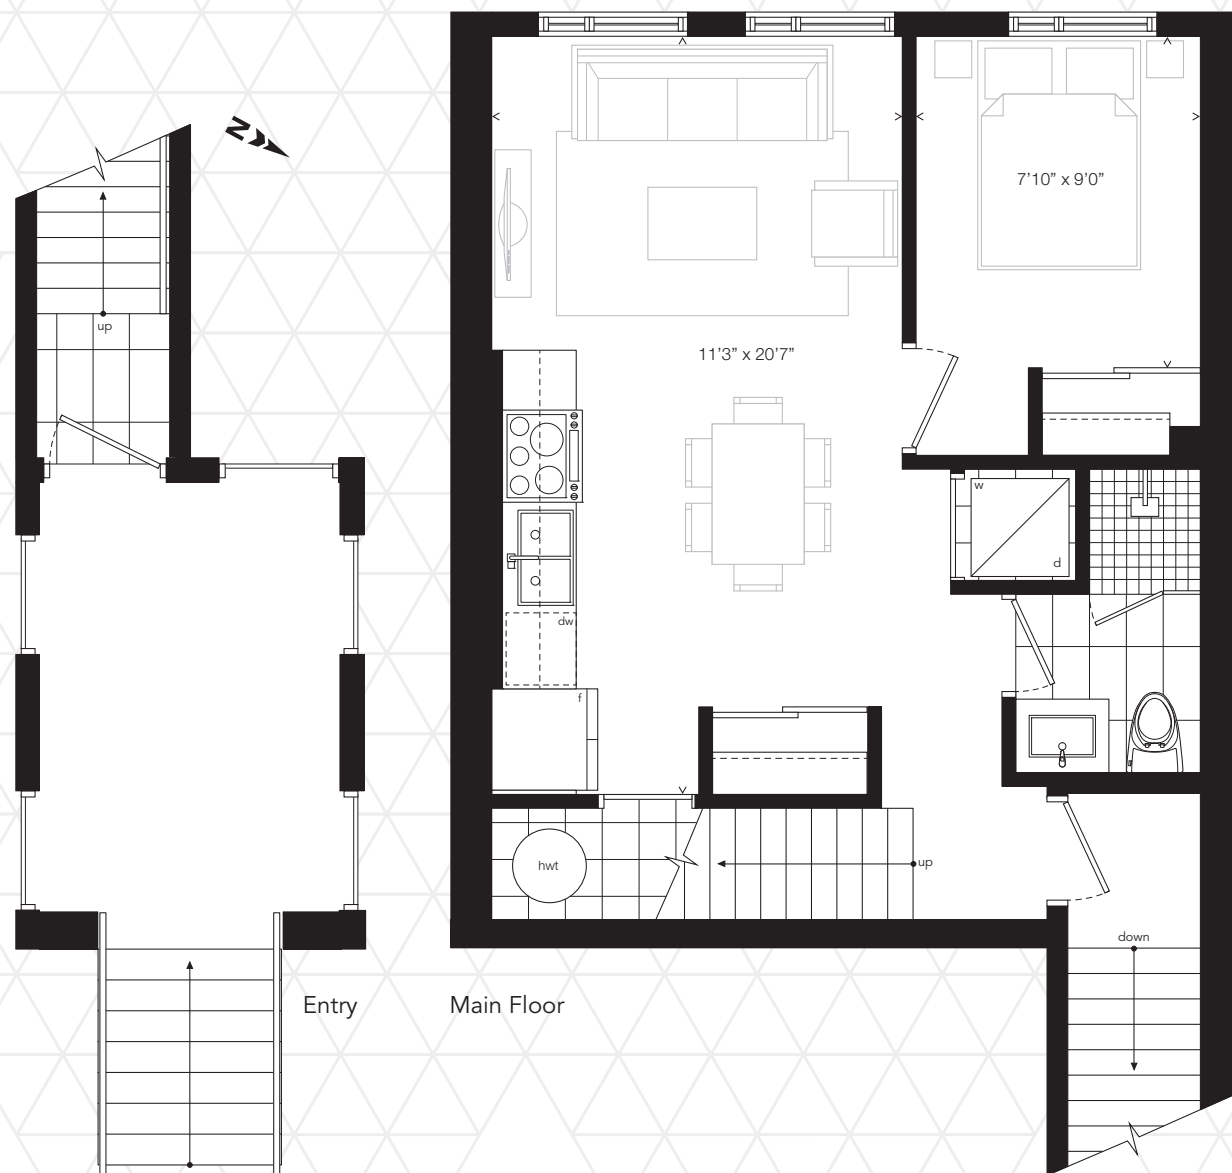 N
7’10” x 9’0”
up
11’3” x 20’7”
w
d
dw
f
hwt
up
down
Entry
Main Floor